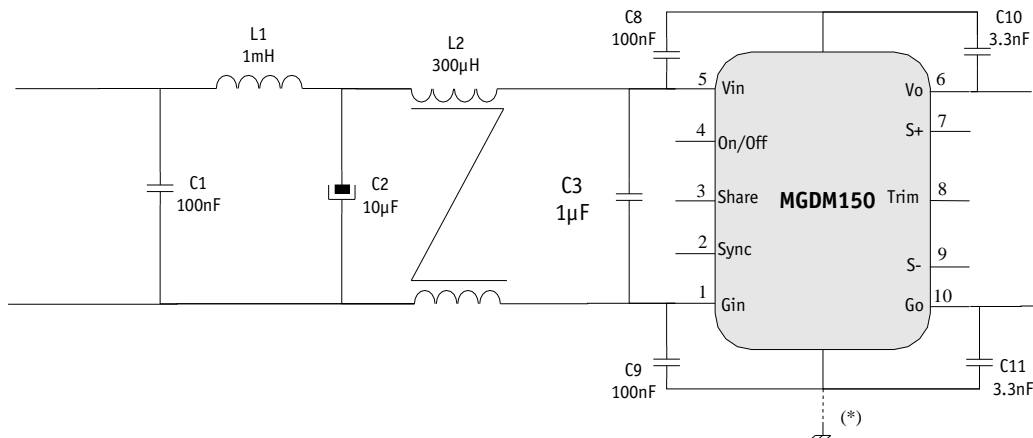 C8
100nF
C10
3.3nF
L1
1mH
L2
300µH
5
Vin
Vo
6
4
On/Off
S+
7
C1
100nF
C2
10µF
C3
1µF
3
Share
MGDM150
Trim
8
2
Sync
S-
9
1
Gin
Go
10
C9
100nF
C11
3.3nF
(*)